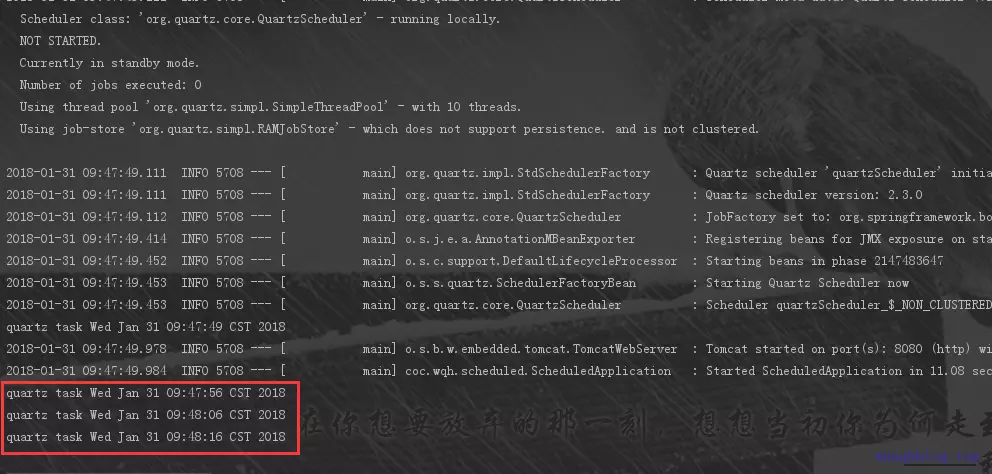 Scheduler class: 'org.quartz.core.QuartzScheduler' - running locally.
NOT STARTED.
Currently in standby mode.
Number of jobs executed: 0
Using thread pool 'org.quartz.simpl.SimpleThreadPool' - with 10 threads.
Using job-store 'org.quartz.simpl.RAMJobStore' - which does not support persistence. and is not clustered.
2018-01-31 09:47:49.111  INFO 5708 --- [           main] org.quartz.impl.StdSchedulerFactory      : Quartz scheduler 'quartzScheduler' initia
2018-01-31 09:47:49.111  INFO 5708 --- [           main] org.quartz.impl.StdSchedulerFactory      : Quartz scheduler version: 2.3.0
2018-01-31 09:47:49.112  INFO 5708 --- [           main] org.quartz.core.QuartzScheduler          : JobFactory set to: org.springframework.bo
2018-01-31 09:47:49.414  INFO 5708 --- [           main] o.s.j.e.a.AnnotationMBeanExporter        : Registering beans for JMX exposure on sta
2018-01-31 09:47:49.452  INFO 5708 --- [           main] o.s.c.support.DefaultLifecycleProcessor  : Starting beans in phase 2147483647
2018-01-31 09:47:49.453  INFO 5708 --- [           main] o.s.s.quartz.SchedulerFactoryBean        : Starting Quartz Scheduler now
2018-01-31 09:47:49.453  INFO 5708 --- [           main] org.quartz.core.QuartzScheduler          : Scheduler quartzScheduler_$_NON_CLUSTERED
quartz task Wed Jan 31 09:47:49 CST 2018
2018-01-31 09:47:49.978  INFO 5708 --- [           main] o.s.b.w.embedded.tomcat.TomcatWebServer  : Tomcat started on port(s): 8080 (http) wi
2018-01-31 09:47:49.984  INFO 5708 --- [           main] coc.wqh.scheduled.ScheduledApplication   : Started ScheduledApplication in 11.08 sec
quartz task Wed Jan 31 09:47:56 CST 2018
quartz task Wed Jan 31 09:48:06 CST 2018
quartz task Wed Jan 31 09:48:16 CST 2018
在你想要放弃的那一刻，想想当初你为何走到